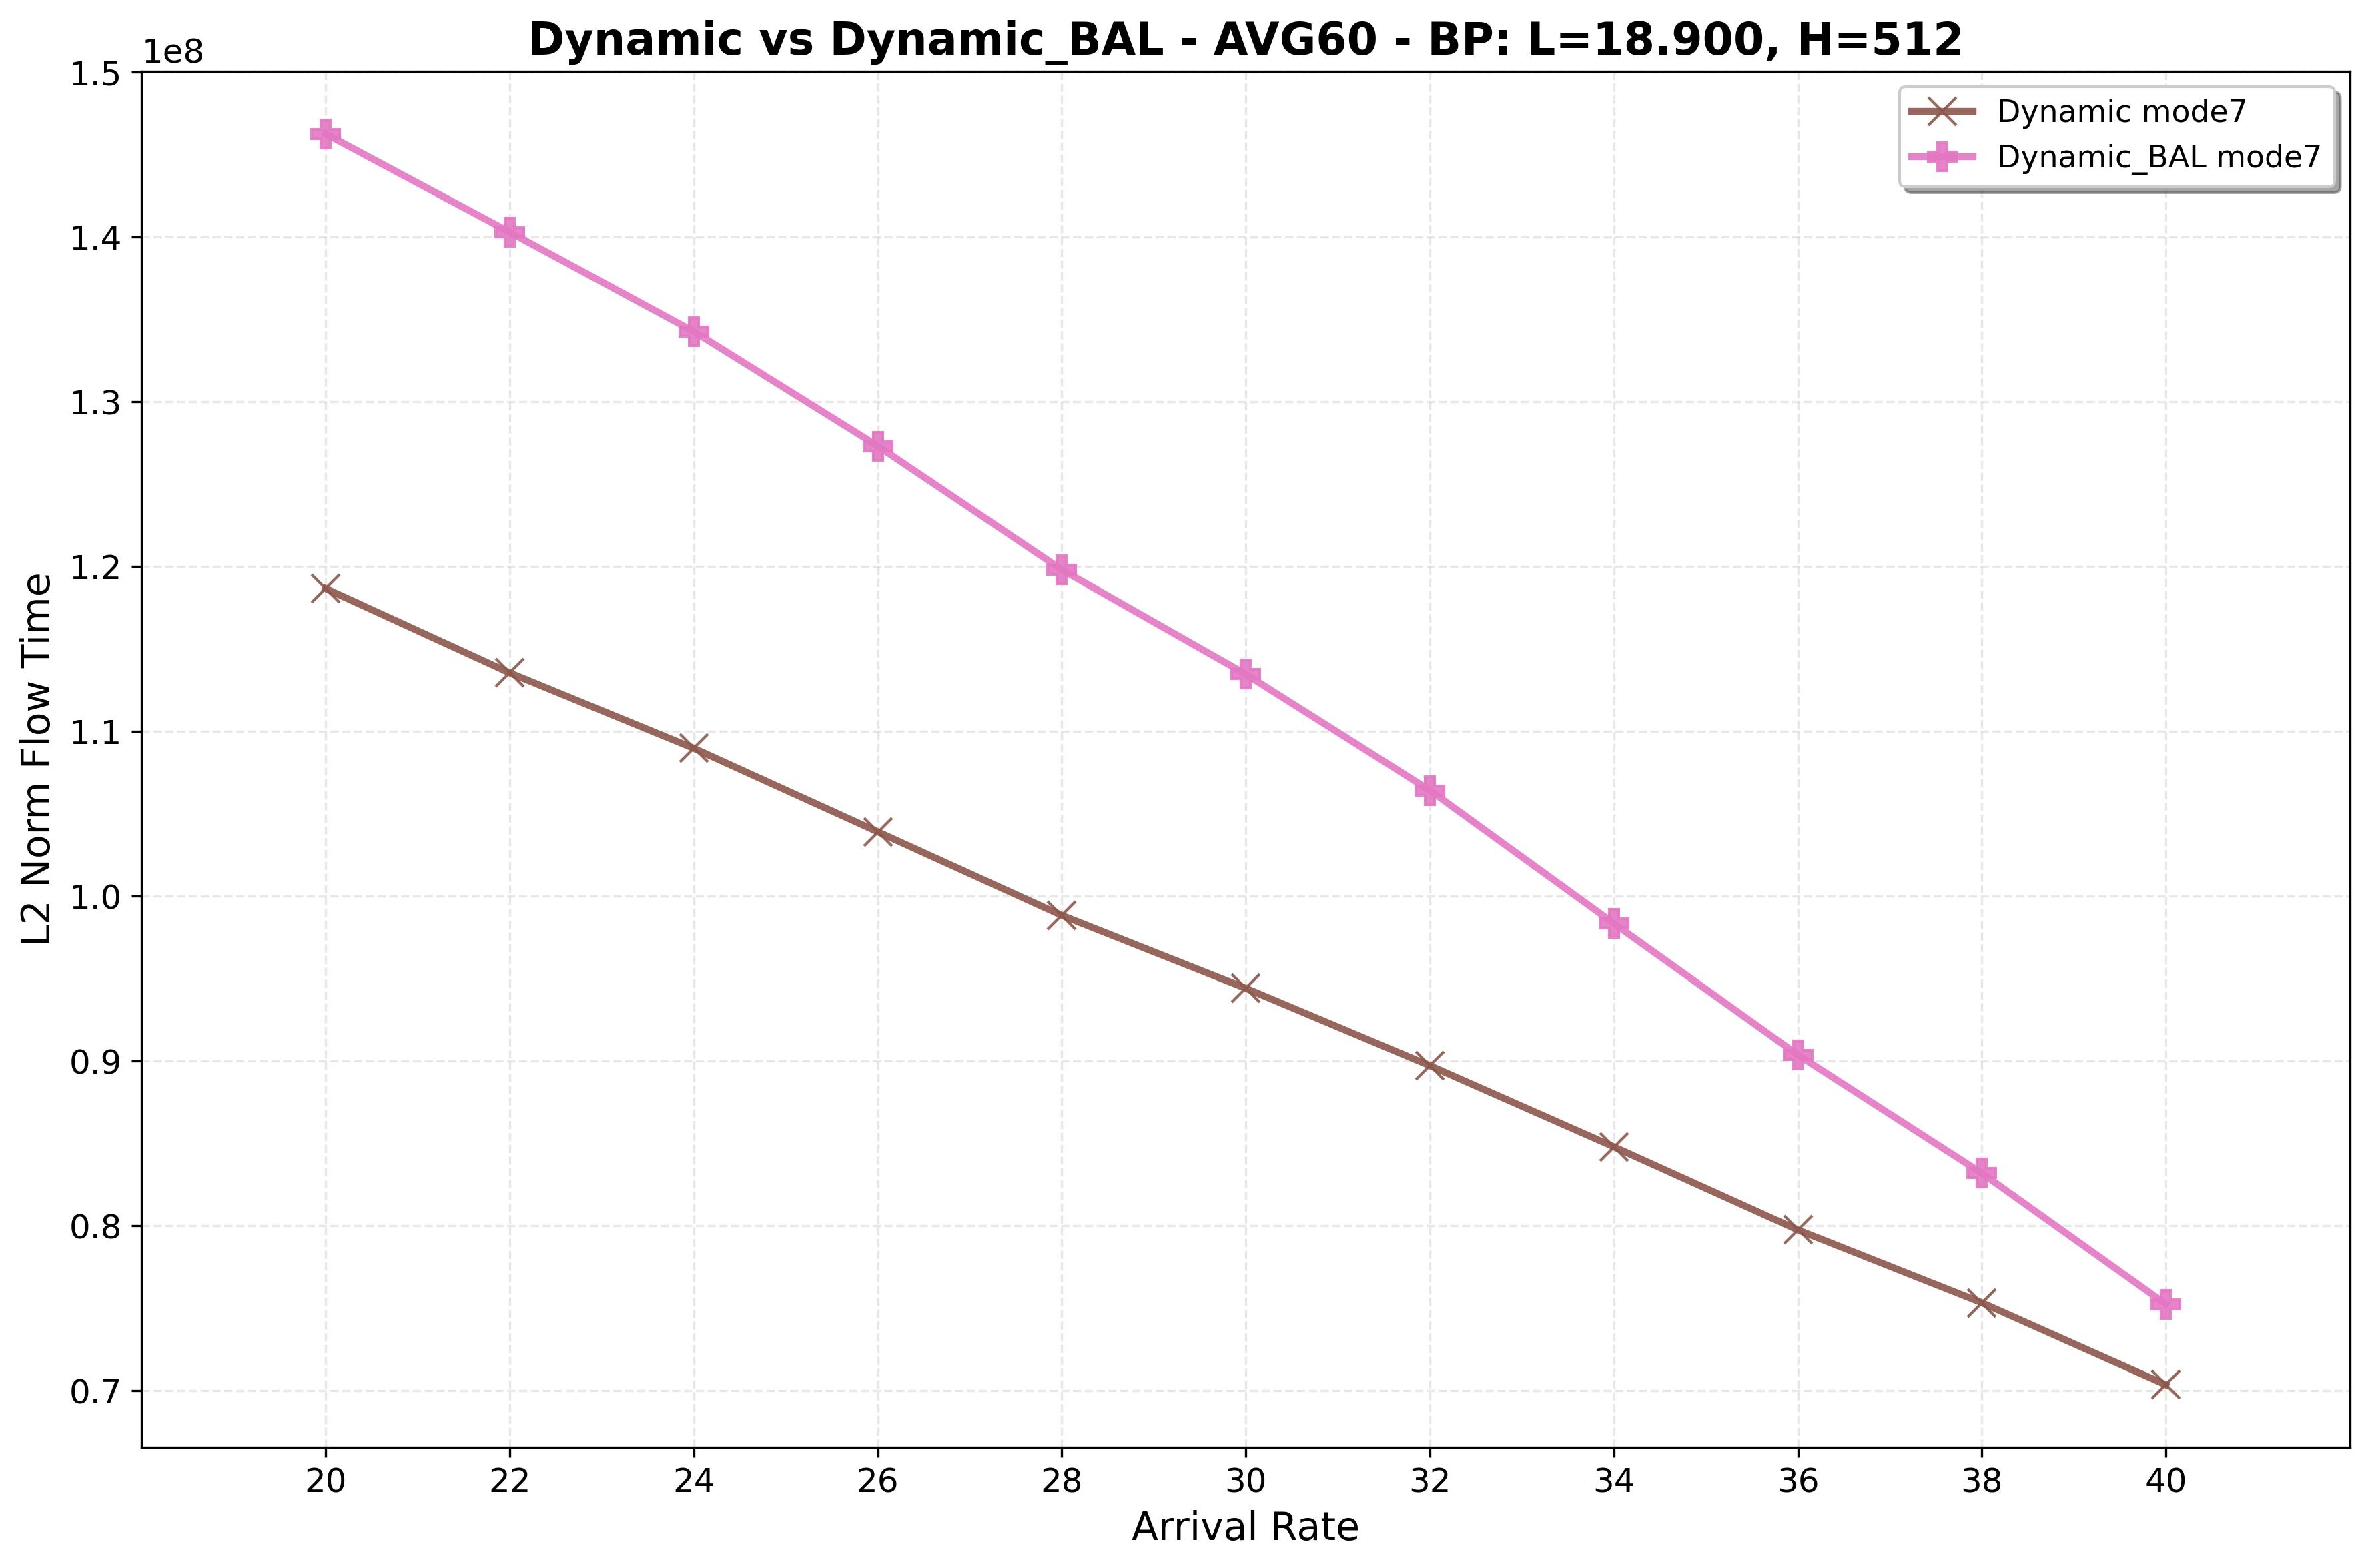 Dynamic vs Dynamic_BAL - AVG60 - BP: L=18.900, H=512
1e8
Dynamic mode7
Dynamic_BAL mode7
L2 Norm Flow Time
1.5
1.4
1.3
1.2
1.1
1.0
0.9
0.8
0.7
20 22 24 26 28 30 32 34 36 38 40
Arrival Rate